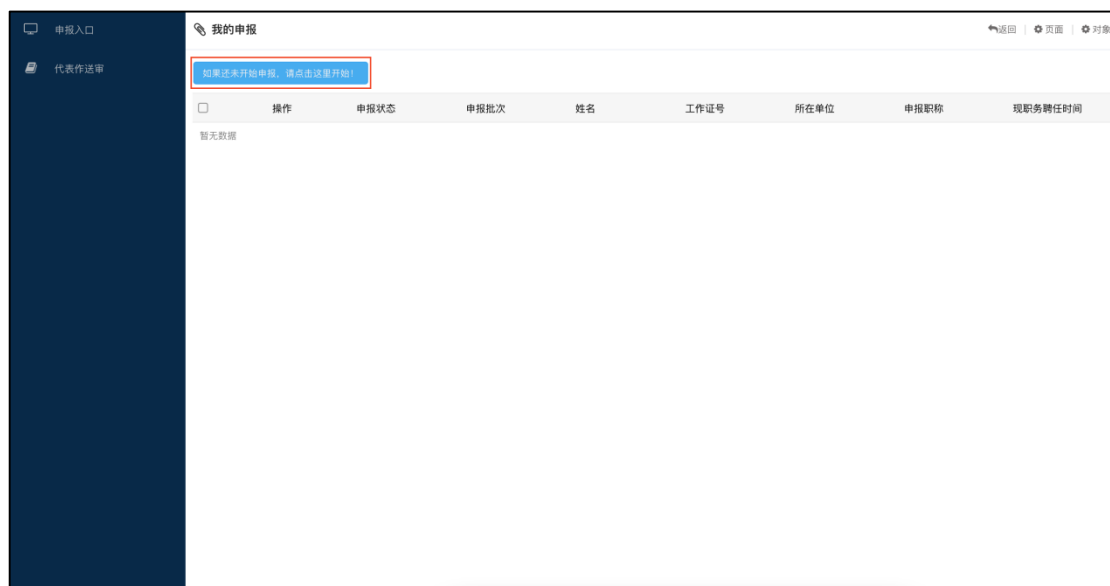 申报入口
代表作送审
我的申报
返回 | 页面 | 对象
如果还未开始申报，请点击这里开始！
操作 申报状态 申报批次 姓名 工作证号 所在单位 申报职称 现职务聘任时间
暂无数据